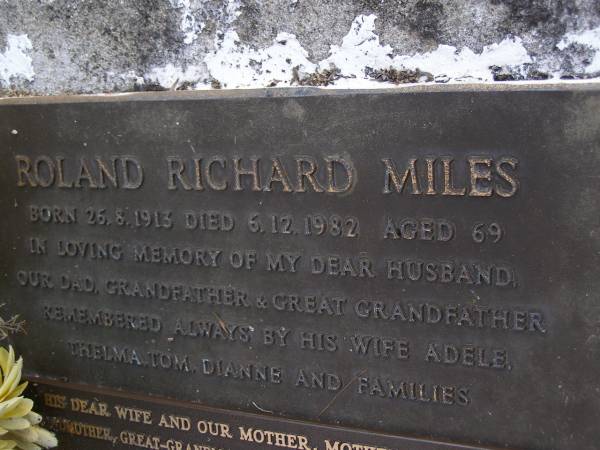 ROLAND RICHARD MILES
BORN 26.8.1913 DIED 6.12.1982 AGED 69
IN LOVING MEMORY OF MY DEAR HUSBAND,
OUR DAD, GRANDFATHER & GREAT GRANDFATHER
REMEMBERED ALWAYS BY HIS WIFE ADELE,
THELMA, TOM, DIANNE AND FAMILIES
HIS DEAR WIFE AND OUR MOTHER,